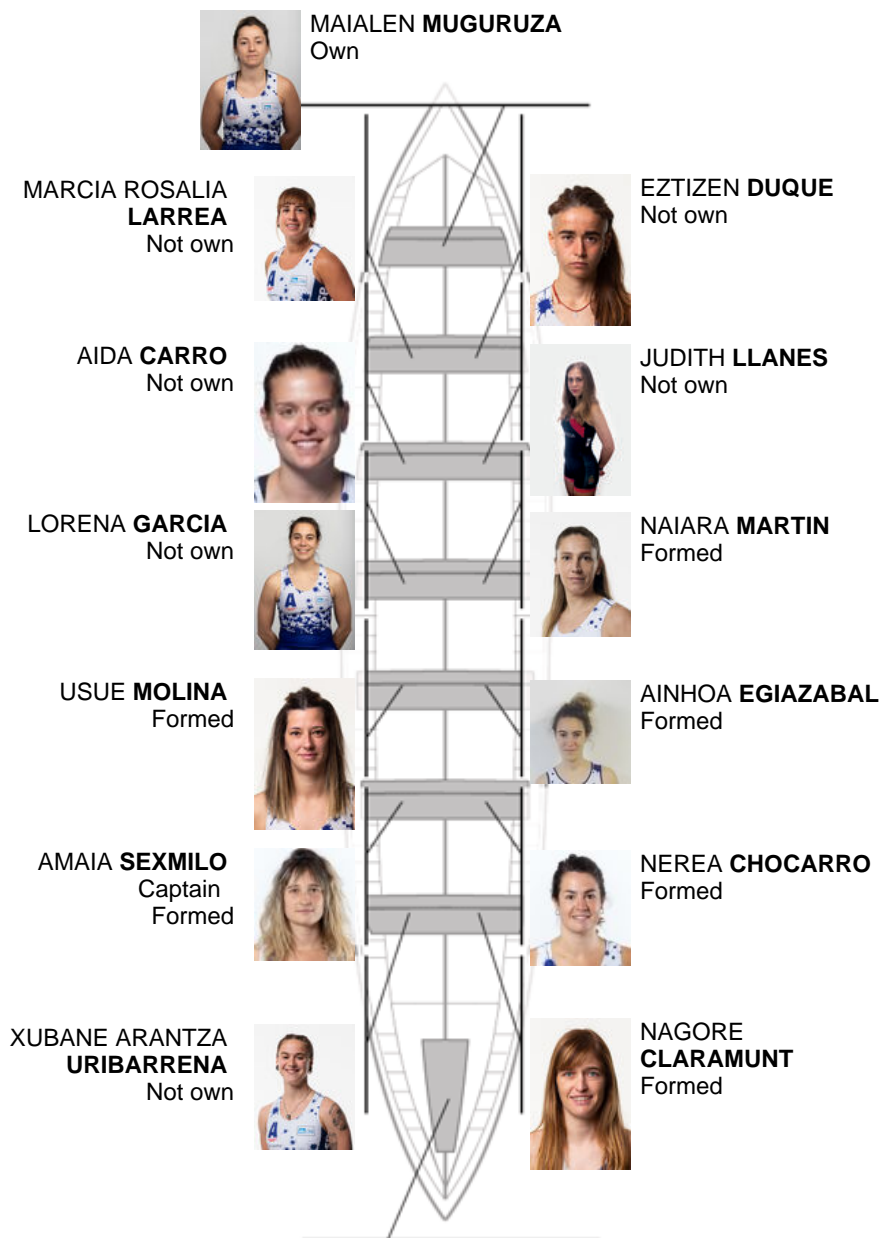 MAIALEN MUGURUZA
Own
MARCIA ROSALIA
LARREA
Not own
EZTIZEN DUQUE
Not own
AIDA CARRO
Not own
JUDITH LLANES
Not own
LORENA GARCIA
Not own
NAIARA MARTIN
Formed
USUE MOLINA
Formed
AINHOA EGIAZABAL
Formed
AMAIA SEXMILO
Captain
Formed
NEREA CHOCARRO
Formed
XUBANE ARANTZA
URIBARRENA
Not own
NAGORE
CLARAMUNT
Formed